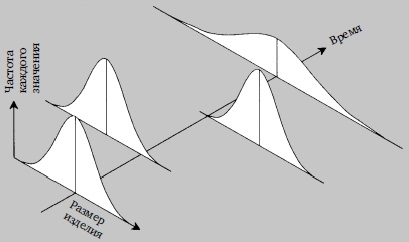 Частота
каждого
значения
Время
Размер
изделия